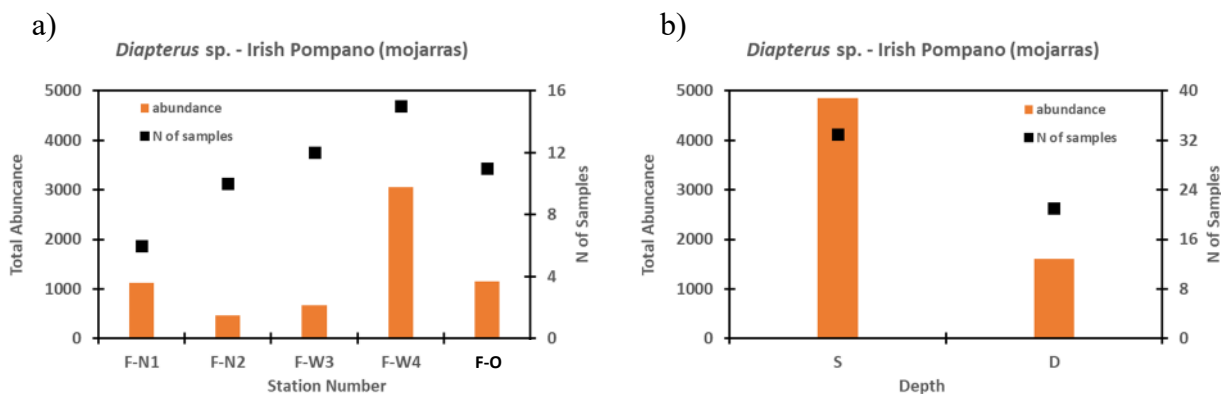 a)
Diapterus sp. - Irish Pompano (mojarras)
5000
4000
3000
2000
1000
0
Total Abuncance
abundance
N of samples
16
12
8
4
0
N of Samples
F-N1 F-N2 F-W3 F-W4 F-O
Station Number
b)
Diapterus sp. - Irish Pompano (mojarras)
5000
4000
3000
2000
1000
0
Total Abuncance
abundance
N of samples
40
32
24
16
8
0
N of Samples
S D
Depth